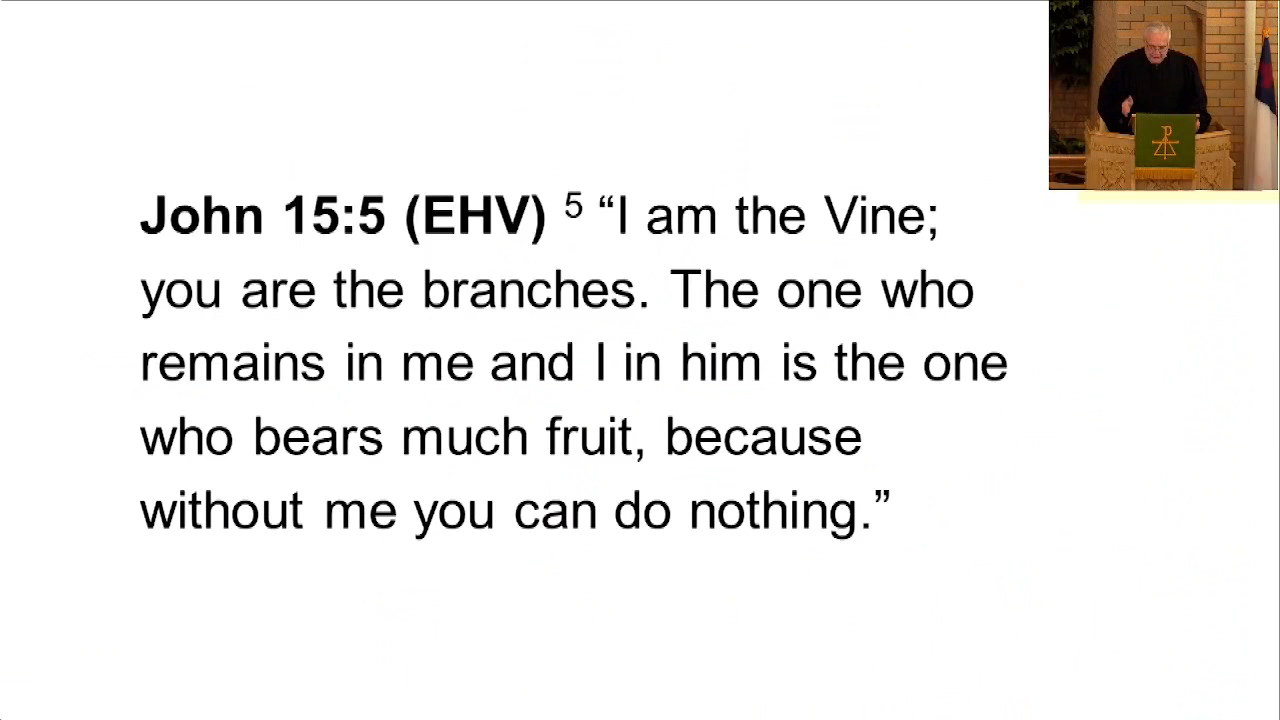 John 15:5 (EHV) ⁵ “I am the Vine;
you are the branches. The one who
remains in me and I in him is the one
who bears much fruit, because
without me you can do nothing.”